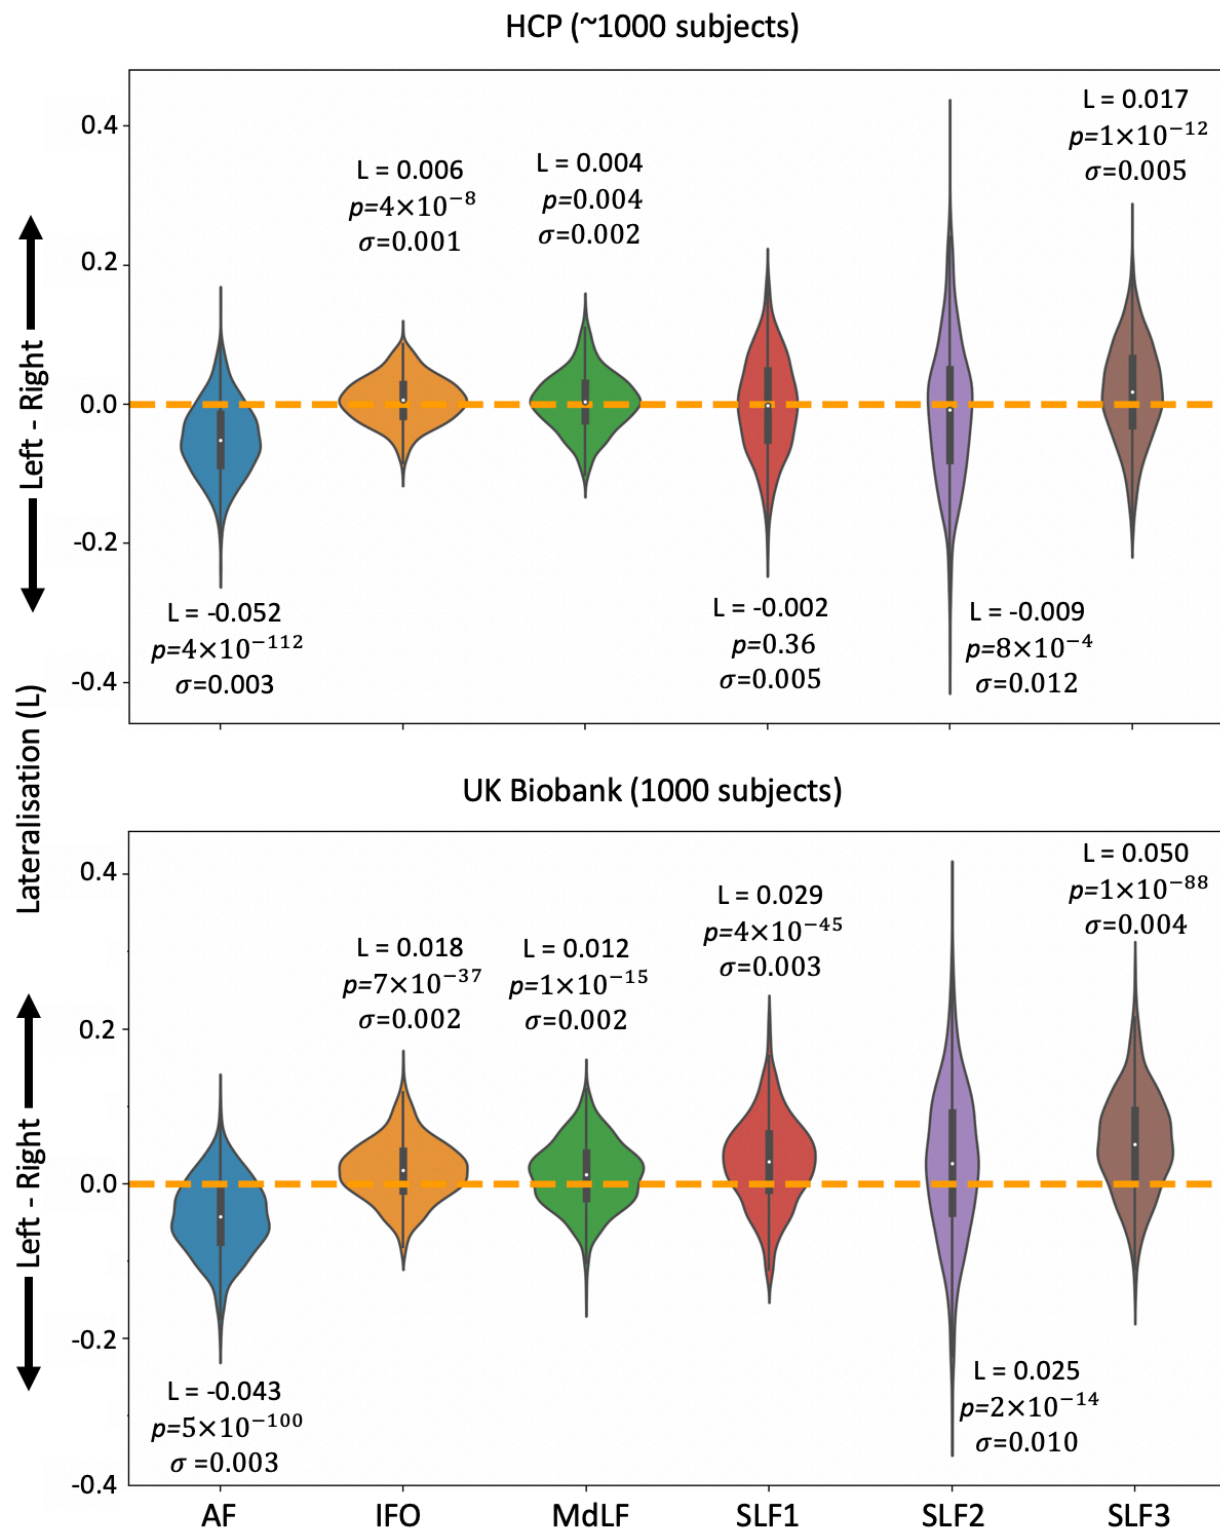 HCP (~1000 subjects)
0.4
0.2
0.0
-0.2
-0.4
Left - Right
L = -0.052
p=4×10⁻¹¹²
σ=0.003
L = 0.006
p=4×10⁻⁸
σ=0.001
L = 0.004
p=0.004
σ=0.002
L = -0.002
p=0.36
σ=0.005
L = -0.009
p=8×10⁻⁴
σ=0.012
L = 0.017
p=1×10⁻¹²
σ=0.005
Lateralisation (L)
UK Biobank (1000 subjects)
0.4
0.2
0.0
-0.2
-0.4
Left - Right
L = -0.043
p=5×10⁻¹⁰⁰
σ =0.003
L = 0.018
p=7×10⁻³⁷
σ=0.002
L = 0.012
p=1×10⁻¹⁵
σ=0.002
L = 0.029
p=4×10⁻⁴⁵
σ=0.003
L = 0.025
p=2×10⁻¹⁴
σ=0.010
L = 0.050
p=1×10⁻⁸⁸
σ=0.004
AF
IFO
MdLF
SLF1
SLF2
SLF3